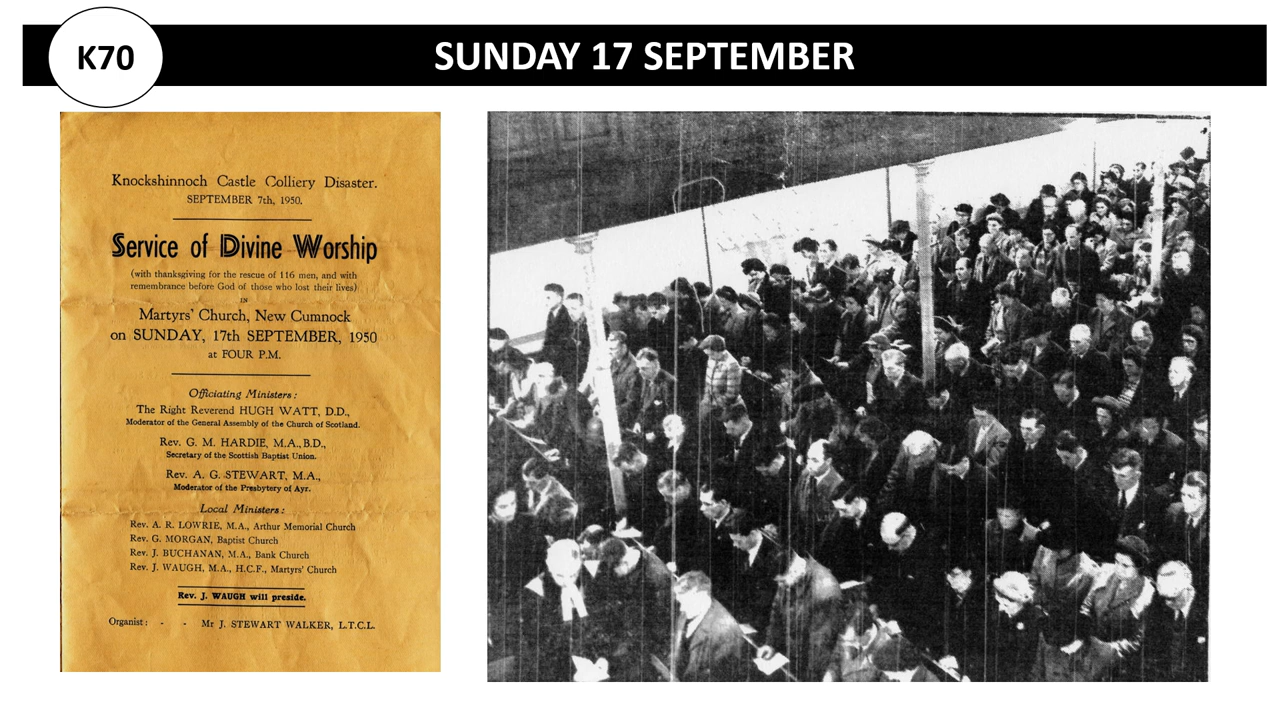 K70
SUNDAY 17 SEPTEMBER
Knockshinnoch Castle Colliery Disaster.
SEPTEMBER 7th, 1950.
Service of Divine Worship
(with thanksgiving for the rescue of 116 men, and with
remembrance before God of those who lost their lives)
IN
Martyrs' Church, New Cumnock
on SUNDAY, 17th SEPTEMBER, 1950
at FOUR P.M.
Officiating Ministers:
The Right Reverend HUGH WATT, D.D.,
Moderator of the General Assembly of the Church of Scotland.
Rev. G. M. HARDIE, M.A., B.D.,
Secretary of the Scottish Baptist Union.
Rev. A. G. STEWART, M.A.,
Moderator of the Presbytery of Ayr.
Local Ministers:
Rev. A. R. LOWRIE, M.A., Arthur Memorial Church
Rev. G. MORGAN, Baptist Church
Rev. J. BUCHANAN, M.A., Bank Church
Rev. J. WAUGH, M.A., H.C.F., Martyrs' Church
Rev. J. WAUGH will preside.
Organist: - - Mr J. STEWART WALKER, L.T.C.L.